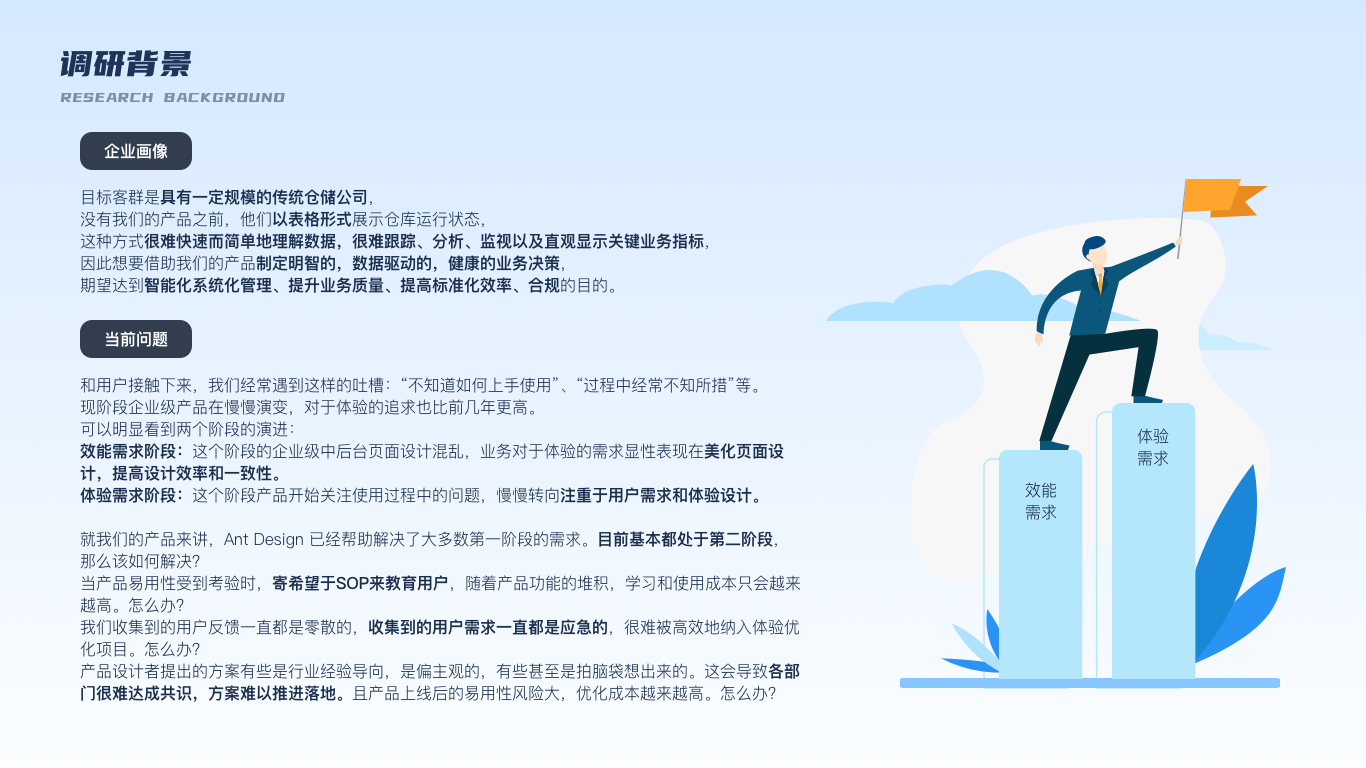 调研背景
RESEARCH BACKGROUND
企业画像
目标客群是具有一定规模的传统仓储公司,
没有我们的产品之前，他们以表格形式展示仓库运行状态,
这种方式很难快速而简单地理解数据，很难跟踪、分析、监视以及直观显示关键业务指标,
因此想要借助我们的产品制定明智的，数据驱动的，健康的业务决策,
期望达到智能化系统化管理、提升业务质量、提高标准化效率、合规的目的。
当前问题
和用户接触下来，我们经常遇到这样的吐槽：“不知道如何上手使用”、“过程中经常不知所措”等。
现阶段企业级产品在慢慢演变，对于体验的追求也比前几年更高。
可以明显看到两个阶段的演进：
效能需求阶段：这个阶段的企业级中后台页面设计混乱，业务对于体验的需求显性表现在美化页面设
计，提高设计效率和一致性。
体验需求阶段：这个阶段产品开始关注使用过程中的问题，慢慢转向注重于用户需求和体验设计。
就我们的产品来讲，Ant Design 已经帮助解决了大多数第一阶段的需求。目前基本都处于第二阶段,
那么该如何解决?
当产品易用性受到考验时，寄希望于SOP来教育用户，随着产品功能的堆积，学习和使用成本只会越来
越高。怎么办?
我们收集到的用户反馈一直都是零散的，收集到的用户需求一直都是应急的，很难被高效地纳入体验优
化项目。怎么办?
产品设计者提出的方案有些是行业经验导向，是偏主观的，有些甚至是拍脑袋想出来的。这会导致各部
门很难达成共识，方案难以推进落地。且产品上线后的易用性风险大，优化成本越来越高。怎么办?
体验
需求
效能
需求